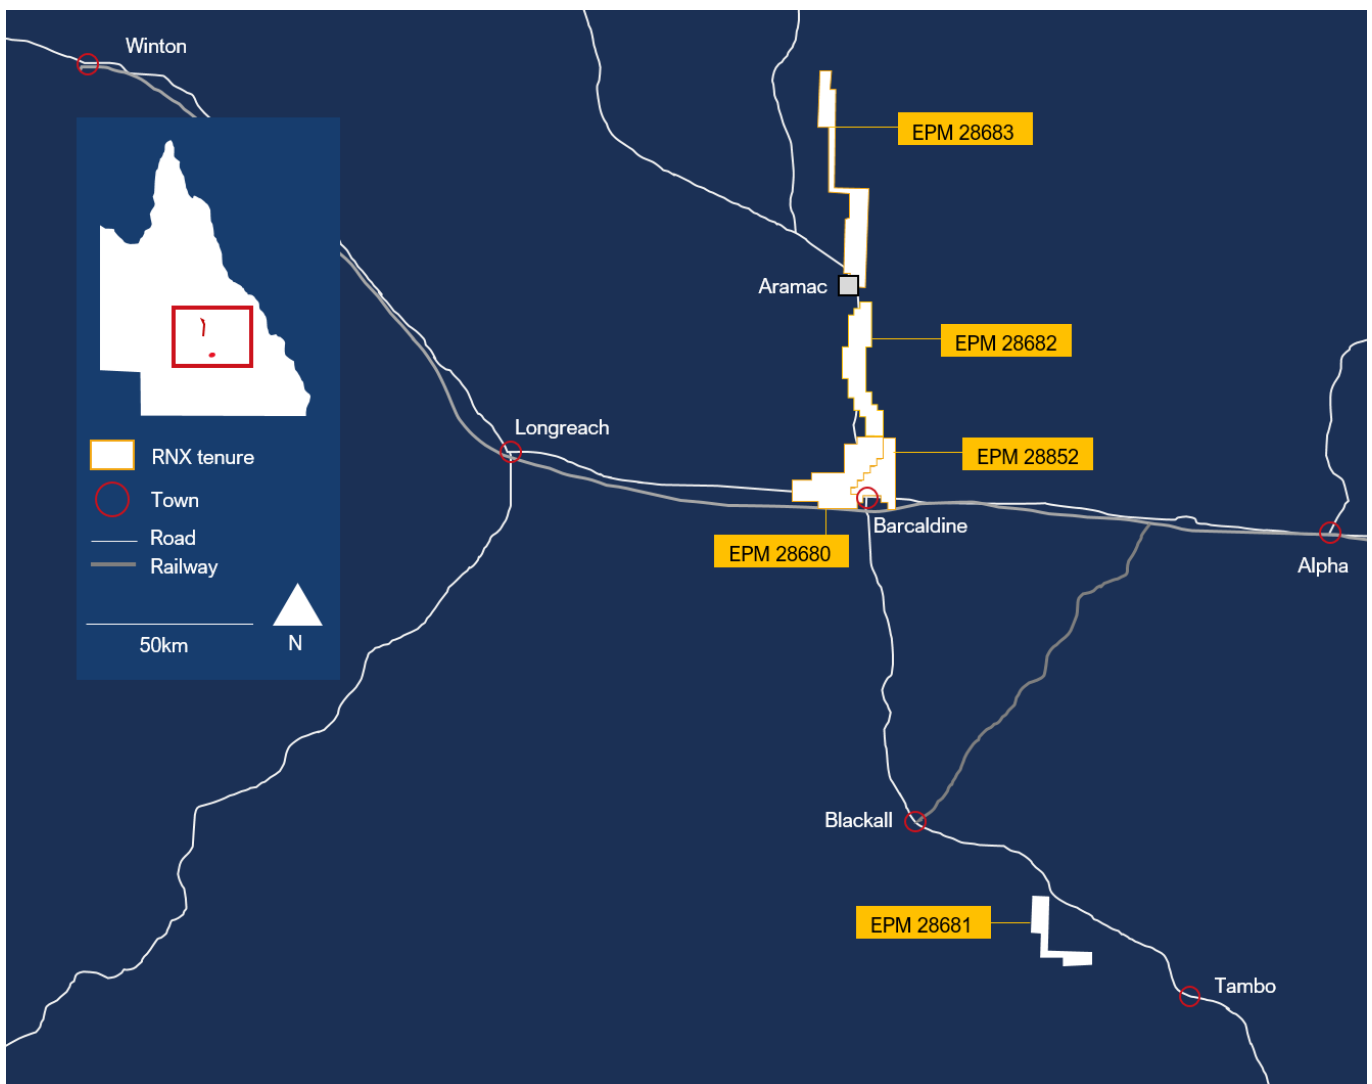 Winton
EPM 28683
Aramac
EPM 28682
Longreach
RNX tenure
EPM 28852
Town
Barcaldine
Road
EPM 28680
Railway
Alpha
50km
N
Blackall
EPM 28681
Tambo